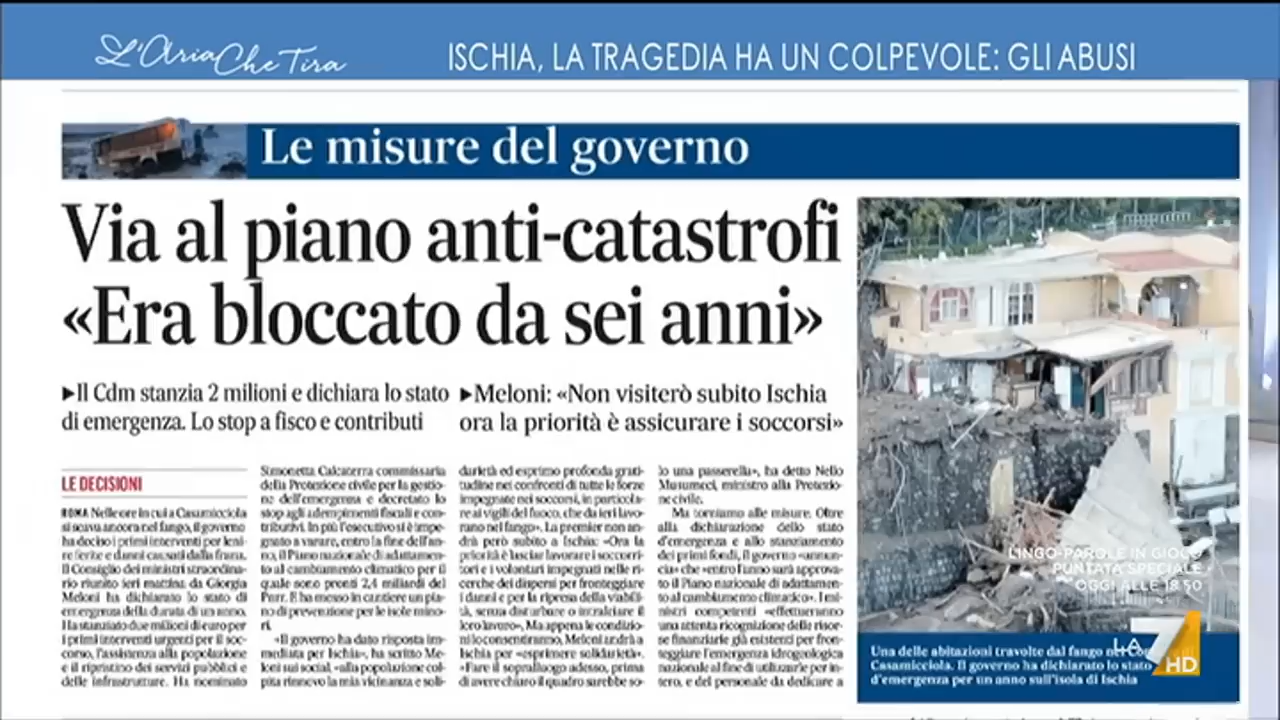 L'Aria Che Tira
ISCHIA, LA TRAGEDIA HA UN COLPEVOLE: GLI ABUSI
Le misure del governo
Via al piano anti-catastrofi
«Era bloccato da sei anni»
►Il Cdm stanzia 2 milioni e dichiara lo stato
di emergenza. Lo stop a fisco e contributi
►Meloni: «Non visiterò subito Ischia
ora la priorità è assicurare i soccorsi»
LE DECISIONI
ROMA Nelle ore in cui a Casamicciola
si scava ancora nel fango, il governo
ha deciso i primi interventi per leni-
re ferite e danni causati dalla frana.
Il Consiglio dei ministri straordina-
rio riunito ieri mattina da Giorgia
Meloni ha dichiarato lo stato di
emergenza della durata di un anno.
Ha stanziato due milioni di euro per
i primi interventi urgenti per il soc-
corso, l'assistenza alla popolazione
e il ripristino dei servizi pubblici e
delle infrastrutture. Ha nominato
Simonetta Calcaterra commissaria
della Protezione civile per la gestio-
ne dell'emergenza e decretato lo
stop agli adempimenti fiscali e con-
tributivi. In più l'esecutivo si è impe-
gnato a varare, entro la fine dell'an-
no, il Piano nazionale di adattamen-
to al cambiamento climatico per il
quale sono pronti 2,4 miliardi del
Pnrr. E ha messo in cantiere un pia-
no di prevenzione per le isole mino-
ri.
«Il governo ha dato risposta im-
mediata per Ischia», ha scritto Me-
loni sui social, «alla popolazione col-
pita rinnovo la mia vicinanza e soli-
darietà ed esprimo profonda grati-
tudine nei confronti di tutte le forze
impegnate nei soccorsi, in particola-
re ai vigili del fuoco, che da ieri lavo-
rano nel fango». La premier non an-
drà però subito a Ischia: «Ora la
priorità è lasciar lavorare i soccorri-
tori e i volontari impegnati nelle ri-
cerche dei dispersi per fronteggiare
i danni e per la ripresa della viabili-
tà, senza disturbare o intralciare il
loro lavoro». Ma appena le condizio-
ni lo consentiranno, Meloni andrà a
Ischia per «esprimere solidarietà».
«Fare il sopralluogo adesso, prima
di avere chiaro il quadro sarebbe so-
lo una passerella», ha detto Nello
Musumeci, ministro alla Protezio-
ne civile.
Ma torniamo alle misure. Oltre
alla dichiarazione dello stato
d'emergenza e allo stanziamento
dei primi fondi, il governo «annun-
cia» che «entro l'anno sarà approva-
to il Piano nazionale di adattamen-
to al cambiamento climatico». I mi-
nistri competenti «effettueranno
una attenta ricognizione delle risor-
se finanziarie già esistenti per fron-
teggiare l'emergenza idrogeologica
nazionale al fine di utilizzarle per in-
tero, e del personale da dedicare a
LINGO-PAROLE IN GIOCO
PUNTATA SPECIALE
OGGI ALLE 18:50
LA 7 HD
Una delle abitazioni travolte dal fango
Casamicciola. Il governo ha dichiarato lo stato
d'emergenza per un anno sull'isola di Ischia